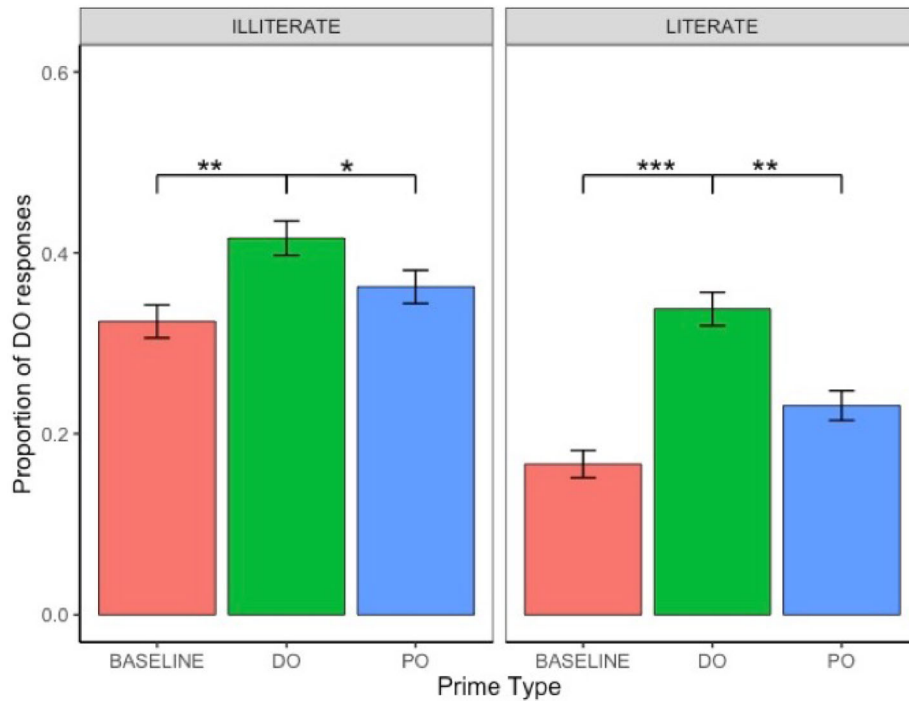 ILLITERATE LITERATE
0.6
** * *** **
0.4
0.2
0.0
Proportion of DO responses
BASELINE DO PO BASELINE DO PO
Prime Type